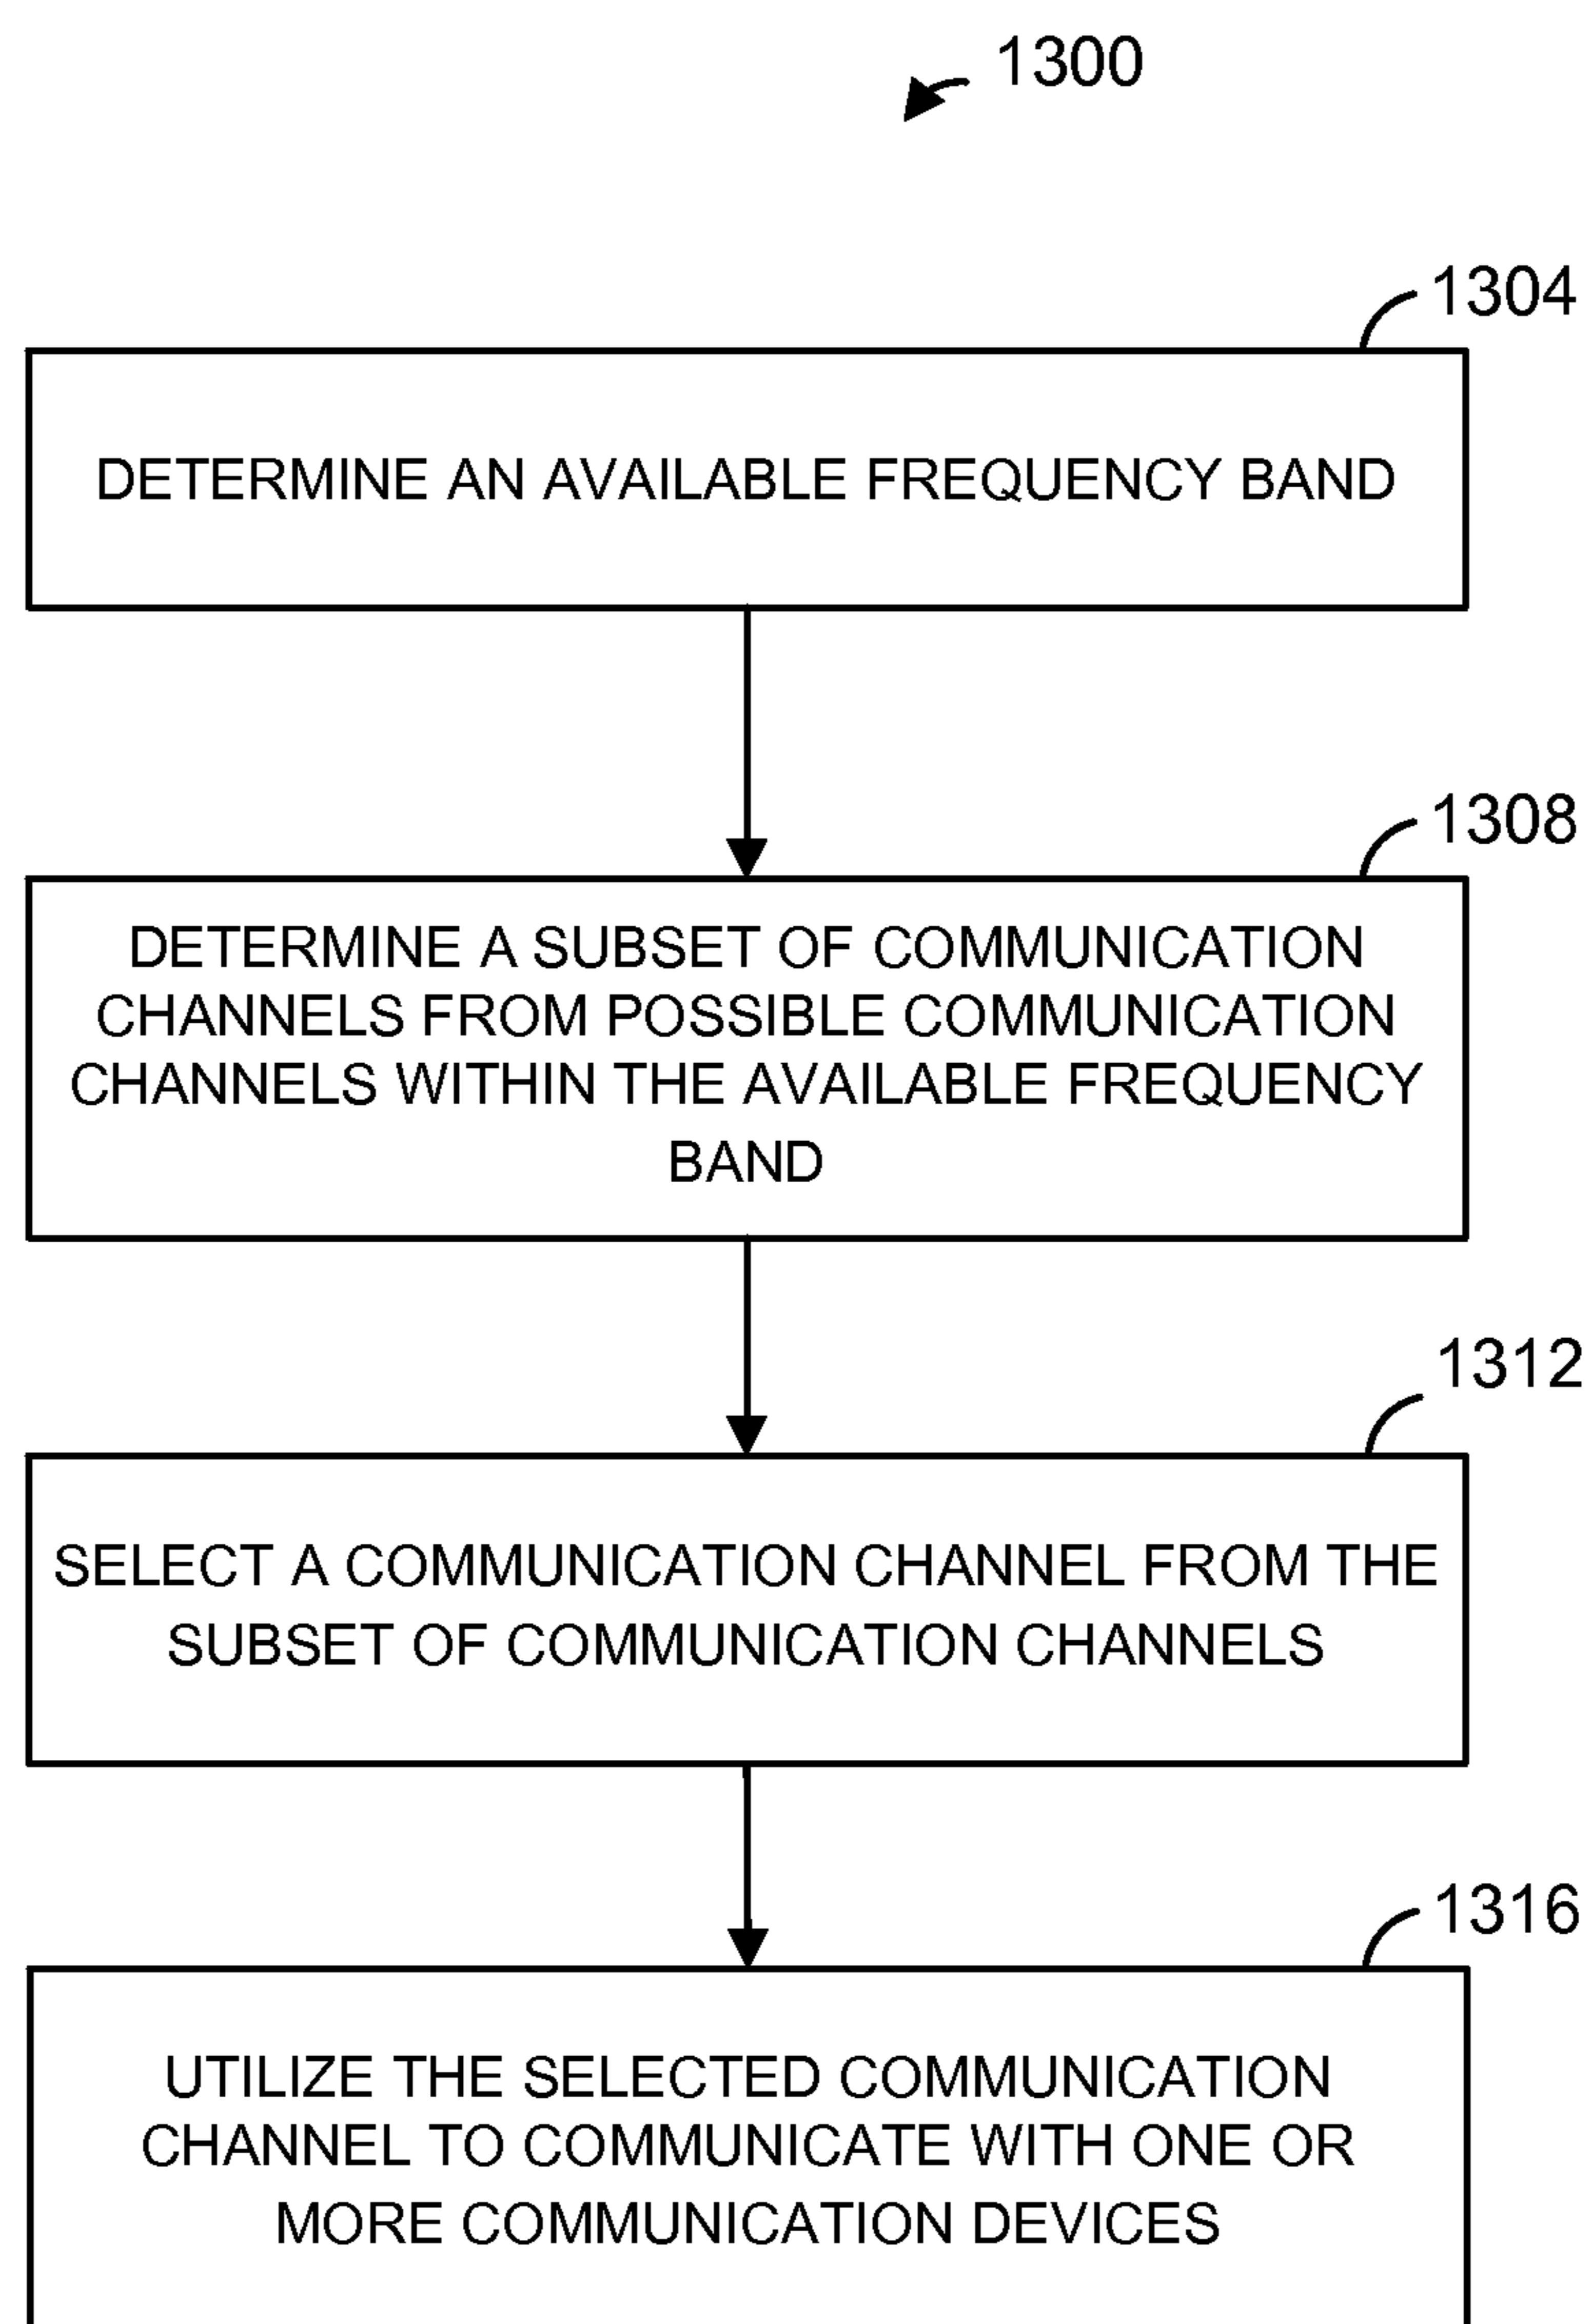 1300
1304
DETERMINE AN AVAILABLE FREQUENCY BAND
1308
DETERMINE A SUBSET OF COMMUNICATION
CHANNELS FROM POSSIBLE COMMUNICATION
CHANNELS WITHIN THE AVAILABLE FREQUENCY
BAND
1312
SELECT A COMMUNICATION CHANNEL FROM THE
SUBSET OF COMMUNICATION CHANNELS
1316
UTILIZE THE SELECTED COMMUNICATION
CHANNEL TO COMMUNICATE WITH ONE OR
MORE COMMUNICATION DEVICES